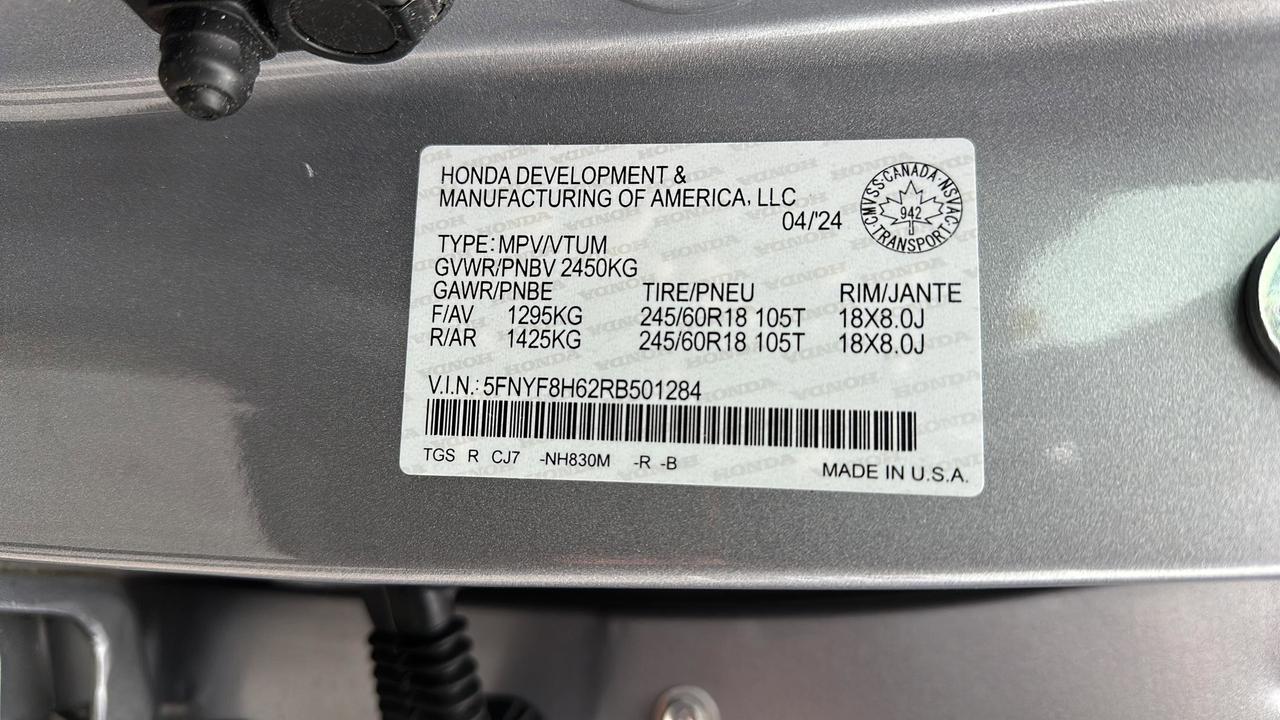 HONDA DEVELOPMENT &
MANUFACTURING OF AMERICA, LLC
04/'24
CMVSS·CANADA·NSVAC
942
TRANSPORT
TYPE: MPV/VTUM
GVWR/PNBV 2450KG
GAWR/PNBE TIRE/PNEU RIM/JANTE
F/AV 1295KG 245/60R18 105T 18X8.0J
R/AR 1425KG 245/60R18 105T 18X8.0J
V.I.N.: 5FNYF8H62RB501284
TGS R CJ7 -NH830M -R -B
MADE IN U.S.A.